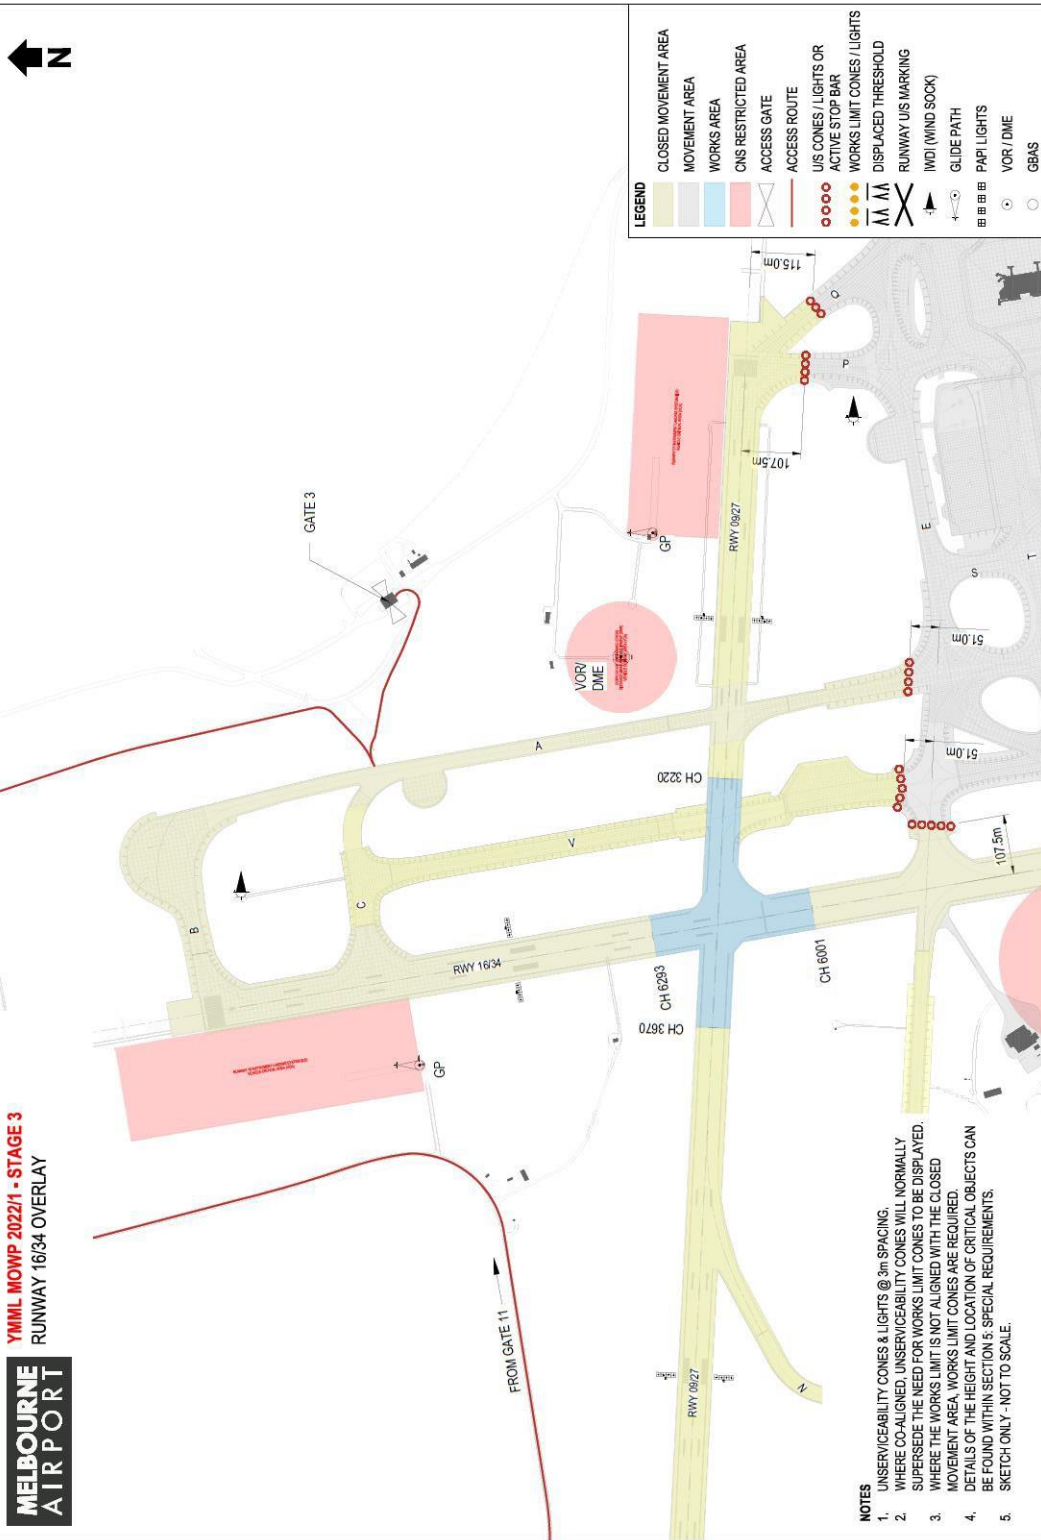 MELBOURNE
AIRPORT
YMML MOWP 2022/1 - STAGE 3
RUNWAY 16/34 OVERLAY
N
GATE 3
FROM GATE 11
B
C
A
V
RWY 16/34
GP
VOR/
DME
GP
CH 6293
CH 3670
CH 3220
CH 6001
RWY 09/27
RWY 09/27
N
107.5m
115.0m
51.0m
51.0m
107.5m
Q
P
E
S
T
LEGEND
CLOSED MOVEMENT AREA
MOVEMENT AREA
WORKS AREA
CNS RESTRICTED AREA
ACCESS GATE
ACCESS ROUTE
U/S CONES / LIGHTS OR
ACTIVE STOP BAR
WORKS LIMIT CONES / LIGHTS
DISPLACED THRESHOLD
RUNWAY U/S MARKING
IWDI (WIND SOCK)
GLIDE PATH
PAPI LIGHTS
VOR / DME
GBAS
NOTES
1. UNSERVICEABILITY CONES & LIGHTS @ 3m SPACING.
2. WHERE CO-ALIGNED, UNSERVICEABILITY CONES WILL NORMALLY
SUPERSEDE THE NEED FOR WORKS LIMIT CONES TO BE DISPLAYED.
3. WHERE THE WORKS LIMIT IS NOT ALIGNED WITH THE CLOSED
MOVEMENT AREA, WORKS LIMIT CONES ARE REQUIRED.
4. DETAILS OF THE HEIGHT AND LOCATION OF CRITICAL OBJECTS CAN
BE FOUND WITHIN SECTION 5: SPECIAL REQUIREMENTS.
5. SKETCH ONLY - NOT TO SCALE.